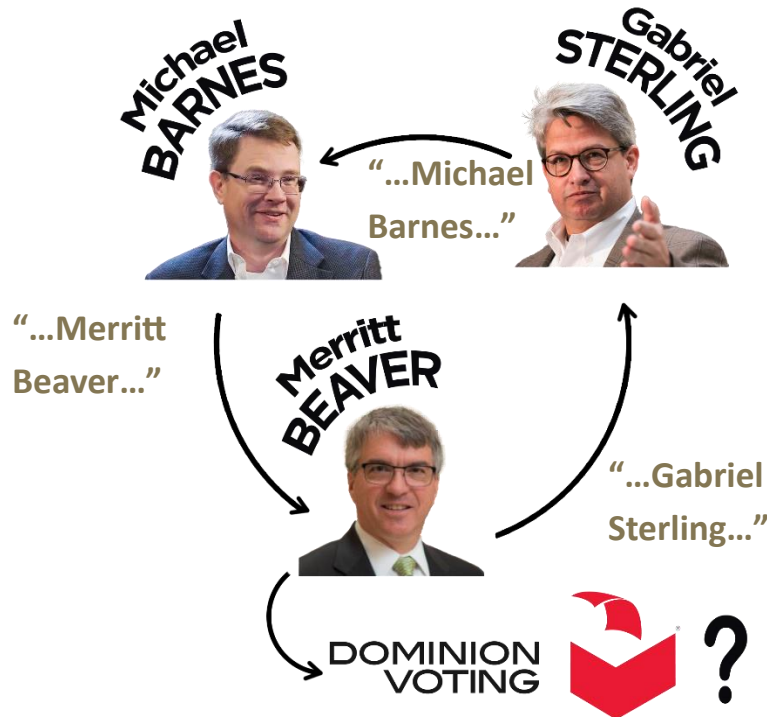 Michael
BARNES
Gabriel
STERLING
“...Michael
Barnes...”
“...Merritt
Beaver...”
Merritt
BEAVER
“...Gabriel
Sterling...”
DOMINION
VOTING
®
?